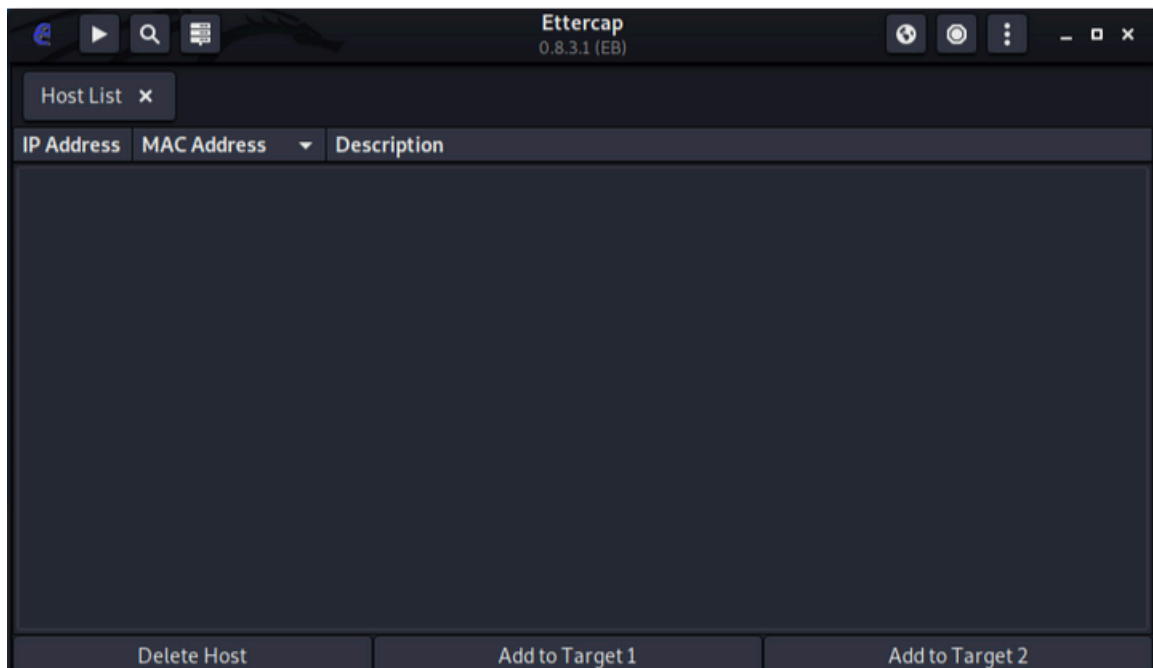 Ettercap
0.8.3.1 (EB)
Host List
IP Address MAC Address Description
Delete Host Add to Target 1 Add to Target 2